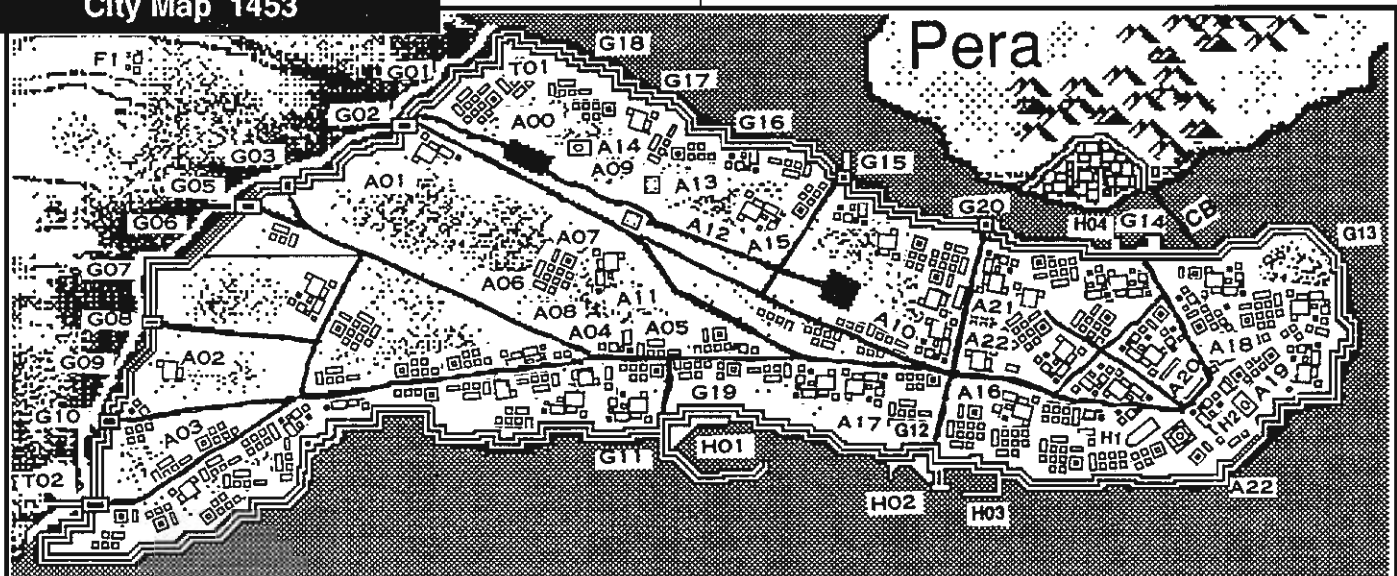 City Map 1453
Pera
F1
G01
G18
T01
G17
G02
A00
G16
G03
A14
A09
G15
G05
A01
A13
G20
H04
G14
CB
G06
A12
A15
G13
G07
A07
A06
G08
A08
A11
A21
A04
A05
A10
A22
G09
A02
A18
A20
A19
G10
A03
G19
A17
G12
A16
H1
H2
G11
H01
T02
H02
H03
A22